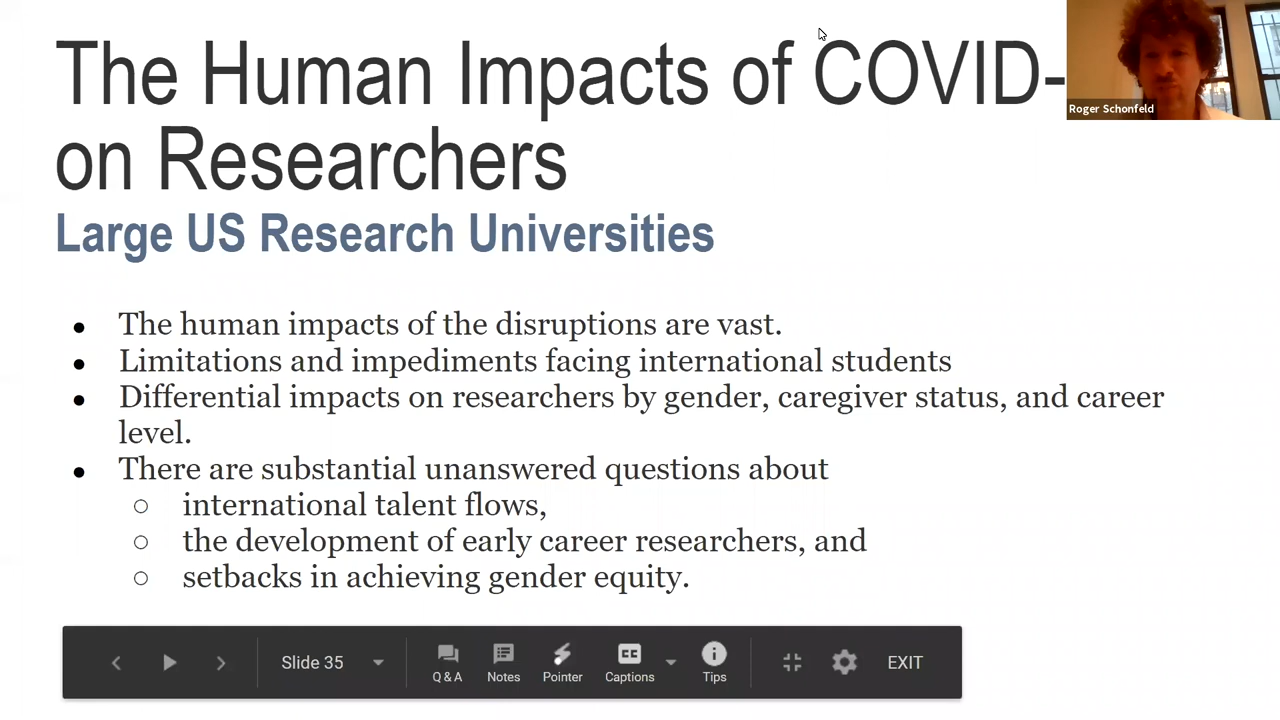 The Human Impacts of COVID-
on Researchers
Large US Research Universities
● The human impacts of the disruptions are vast.
● Limitations and impediments facing international students
● Differential impacts on researchers by gender, caregiver status, and career
level.
● There are substantial unanswered questions about
○ international talent flows,
○ the development of early career researchers, and
○ setbacks in achieving gender equity.
Roger Schonfeld
Slide 35
Q & A
Notes
Pointer
CC
Captions
Tips
EXIT